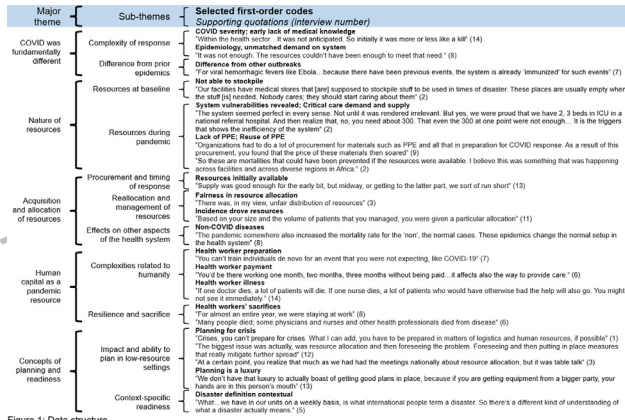 Major theme
Sub-themes
Selected first-order codes
Supporting quotations (interview number)
COVID was fundamentally different
Complexity of response
COVID severity; early lack of medical knowledge
"Within the health sector…It was not anticipated. So initially it was more or less like a kill" (14)
Epidemiology, unmatched demand on system
"It was not enough. The resources couldn't have been enough to meet that need." (8)
Difference from prior epidemics
Difference from other outbreaks
"For viral hemorrhagic fevers like Ebola…because there have been previous events, the system is already 'immunized' for such events" (7)
Nature of resources
Resources at baseline
Not able to stockpile
"Our facilities have medical stores that [are] supposed to stockpile stuff to be used in times of disaster. These places are usually empty when
the stuff [is] needed. Nobody cares; they should start caring about them" (2)
Resources during pandemic
System vulnerabilities revealed; Critical care demand and supply
"The system seemed perfect in every sense. Not until it was rendered irrelevant. But yes, we were proud that we have 2, 3 beds in ICU in a
national referral hospital. And then realize that, no, you need about 300. That even the 300 at one point were not enough… It is the triggers
that shows the inefficiency of the system" (2)
Lack of PPE; Reuse of PPE
"Organizations had to do a lot of procurement for materials such as PPE and all that in preparation for COVID response. As a result of this
procurement, you found that the price of these materials then soared" (9)
"So these are mortalities that could have been prevented if the resources were available. I believe this was something that was happening
across facilities and across diverse regions in Africa " (2)
Acquisition and allocation of resources
Procurement and timing of response
Resources initially available
"Supply was good enough for the early bit, but midway, or getting to the latter part, we sort of run short" (13)
Reallocation and management of resources
Fairness in resource allocation
"There was, in my view, unfair distribution of resources" (3)
Incidence drove resources
"Based on your size and the volume of patients that you managed, you were given a particular allocation" (11)
Effects on other aspects of the health system
Non-COVID diseases
"The pandemic somewhere also increased the mortality rate for the 'non', the normal cases. These epidemics change the normal setup in
the health system" (8)
Human capital as a pandemic resource
Complexities related to humanity
Health worker preparation
"You can't train individuals de novo for an event that you were not expecting, like COVID-19" (7)
Health worker payment
"You'd be there working one month, two months, three months without being paid…it affects also the way to provide care." (6)
Health worker illness
"If one doctor dies, a lot of patients will die. If one nurse dies, a lot of patients who would have otherwise had the help will also go. You might
not see it immediately." (14)
Resilience and sacrifice
Health workers' sacrifices
"For almost an entire year, we were staying at work" (8)
"Many people died; some physicians and nurses and other health professionals died from disease" (6)
Concepts of planning and readiness
Impact and ability to plan in low-resource settings
Planning for crisis
"Crises, you can't prepare for crises. What I can add, you have to be prepared in matters of logistics and human resources, if possible" (1)
"The biggest issue was actually, was resource allocation and then foreseeing the problem. Foreseeing and then putting in place measures
that really mitigate further spread" (12)
"At a certain point, you realize that much as we had had the meetings nationally about resource allocation, but it was table talk" (3)
Planning is a luxury
"We don't have that luxury to actually boast of getting good plans in place, because if you are getting equipment from a bigger party, your
hands are in this person's mouth" (13)
Context-specific readiness
Disaster definition contextual
"What…we have in our units on a weekly basis, is what international people term a disaster. So there's a different kind of understanding of
what a disaster actually means." (5)
Figure 1: Data structure